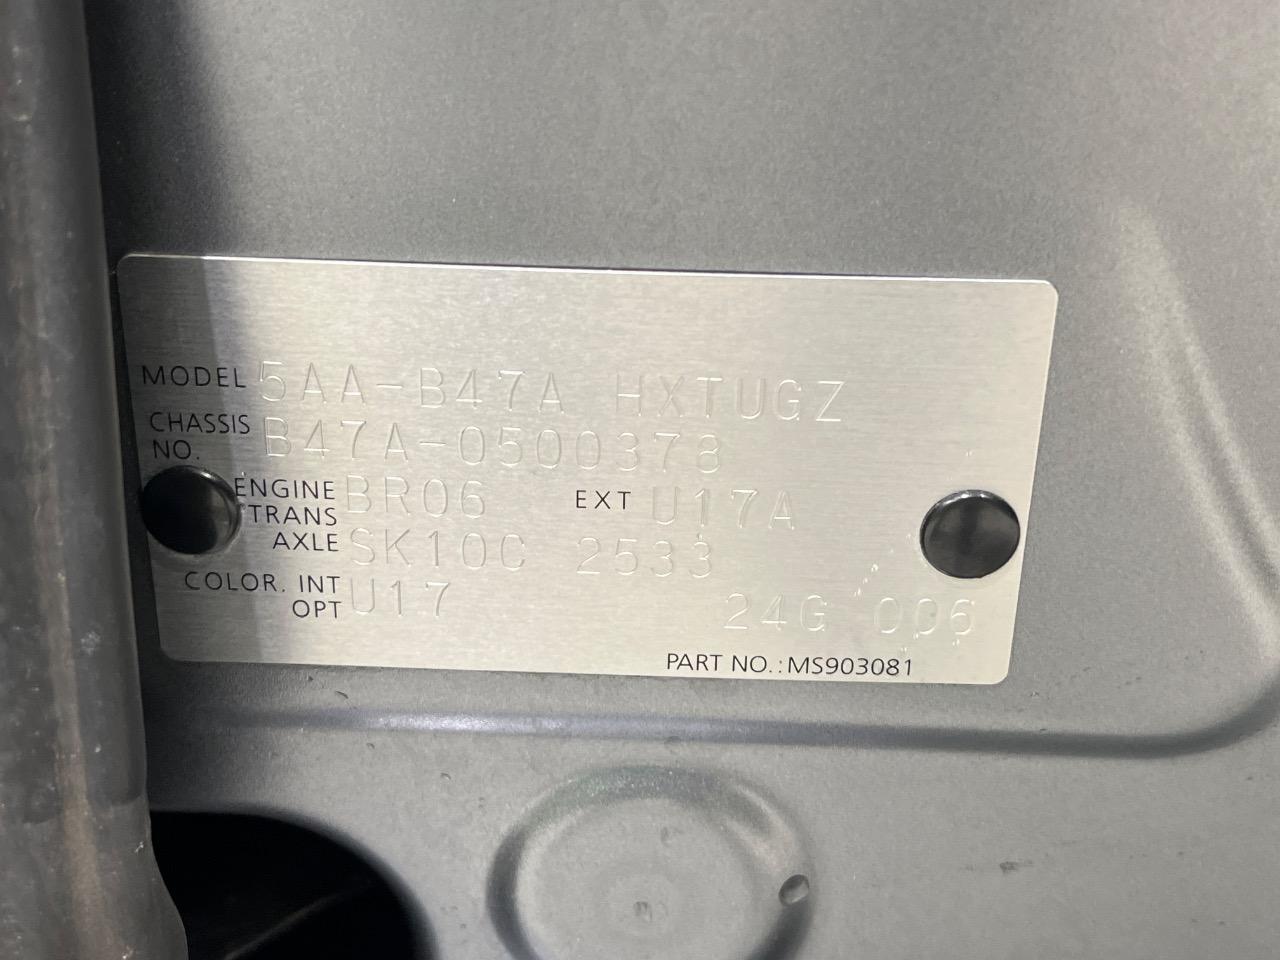 MODEL 5AA-B47A HXTUGZ
CHASSIS NO. B47A-0500378
ENGINE BR06 EXT U17A
TRANS AXLE SK10C 2533
COLOR. INT OPT U17 24G 006
PART NO.:MS903081